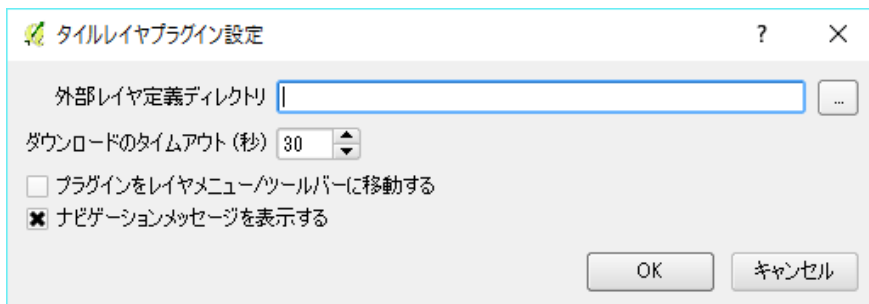 タイルレイヤプラグイン設定 ?
外部レイヤ定義ディレクトリ ...
ダウンロードのタイムアウト (秒) 30
プラグインをレイヤメニュー/ツールバーに移動する
ナビゲーションメッセージを表示する
OK キャンセル